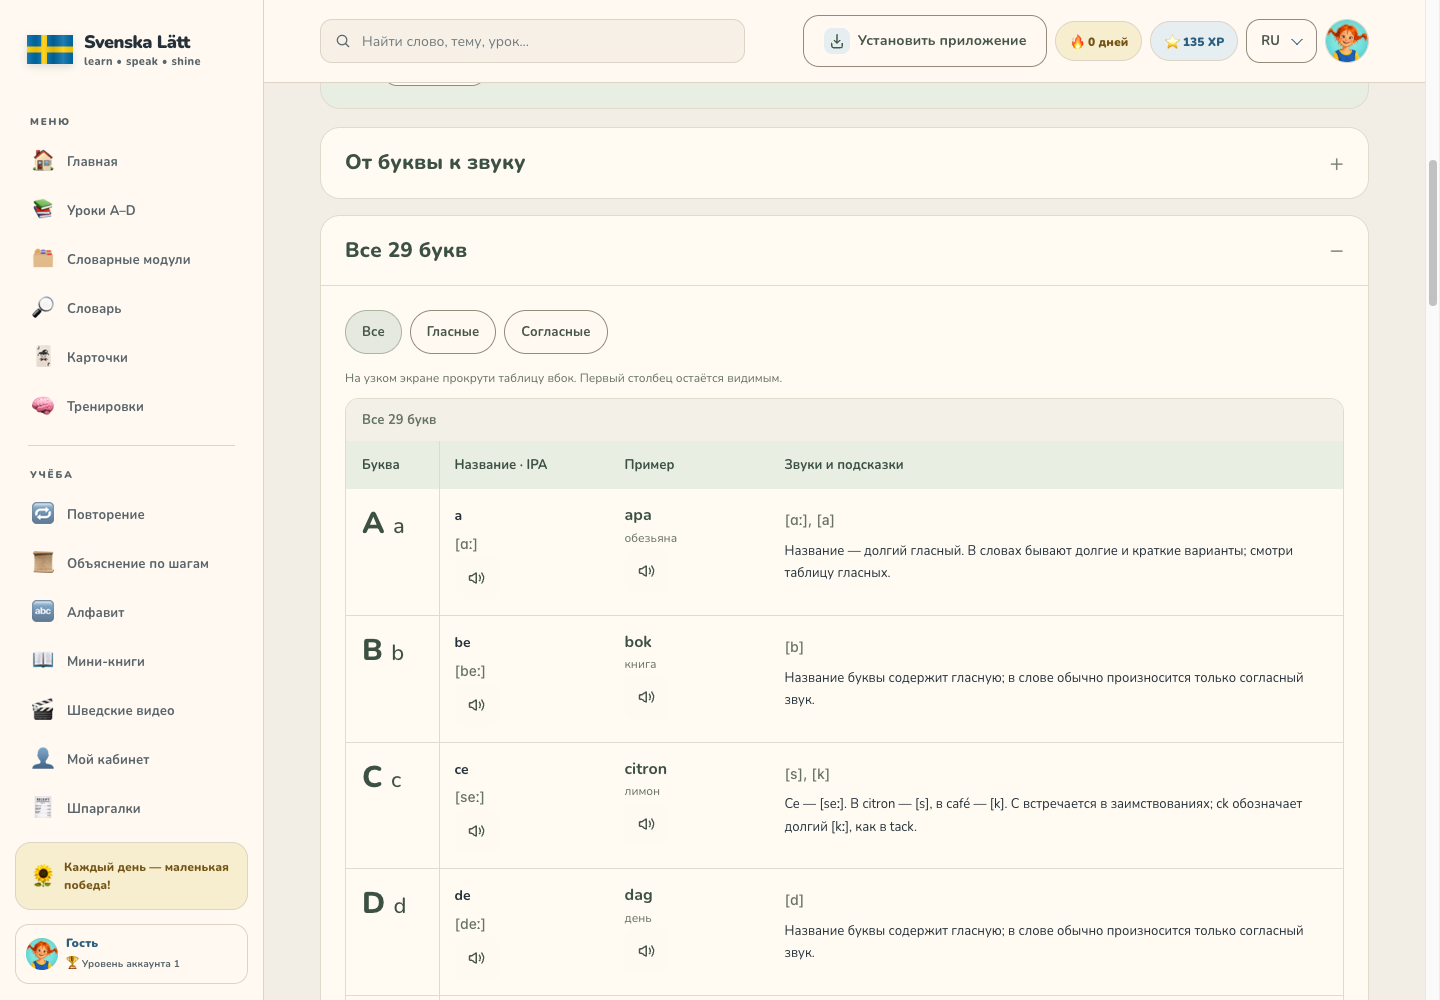 Svenska Lätt
learn • speak • shine
МЕНЮ
Главная
Уроки A–D
Словарные модули
Словарь
Карточки
Тренировки
УЧЁБА
Повторение
Объяснение по шагам
Алфавит
Мини-книги
Шведские видео
Мой кабинет
Шпаргалки
Каждый день — маленькая
победа!
Гость
Уровень аккаунта 1
Найти слово, тему, урок...
Установить приложение
0 дней
135 XP
RU
От буквы к звуку
Все 29 букв
Все
Гласные
Согласные
На узком экране прокрути таблицу вбок. Первый столбец остаётся видимым.
Все 29 букв
Буква
Название · IPA
Пример
Звуки и подсказки
A a
a
[ɑː]
apa
обезьяна
[ɑː], [a]
Название — долгий гласный. В словах бывают долгие и краткие варианты; смотри
таблицу гласных.
B b
be
[beː]
bok
книга
[b]
Название буквы содержит гласную; в слове обычно произносится только согласный
звук.
C c
ce
[seː]
citron
лимон
[s], [k]
Ce — [seː]. В citron — [s], в café — [k]. C встречается в заимствованиях; ck обозначает
долгий [kː], как в tack.
D d
de
[deː]
dag
день
[d]
Название буквы содержит гласную; в слове обычно произносится только согласный
звук.